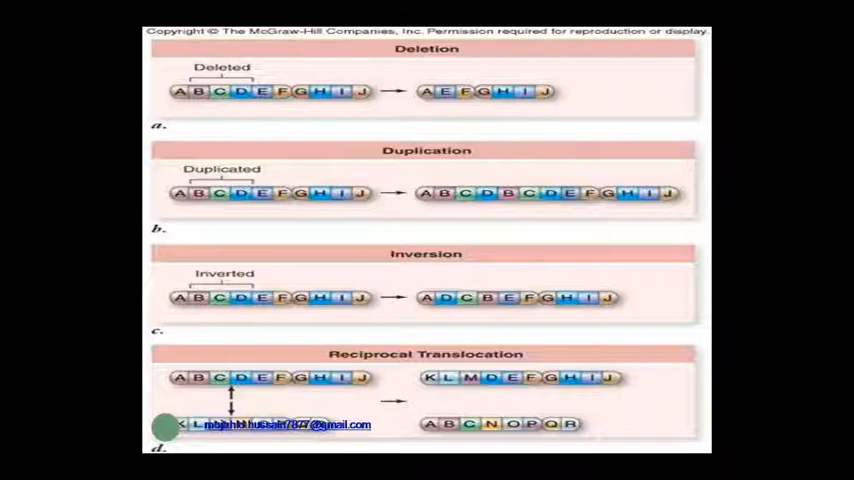 Copyright © The McGraw-Hill Companies, Inc. Permission required for reproduction or display.
Deletion
Deleted
A B C D E F G H I J A E F G H I J
a.
Duplication
Duplicated
A B C D E F G H I J A B C D B C D E F G H I J
b.
Inversion
Inverted
A B C D E F G H I J A D C B E F G H I J
c.
Reciprocal Translocation
A B C D E F G H I J K L M D E F G H I J
K L A B C N O P Q R
d.